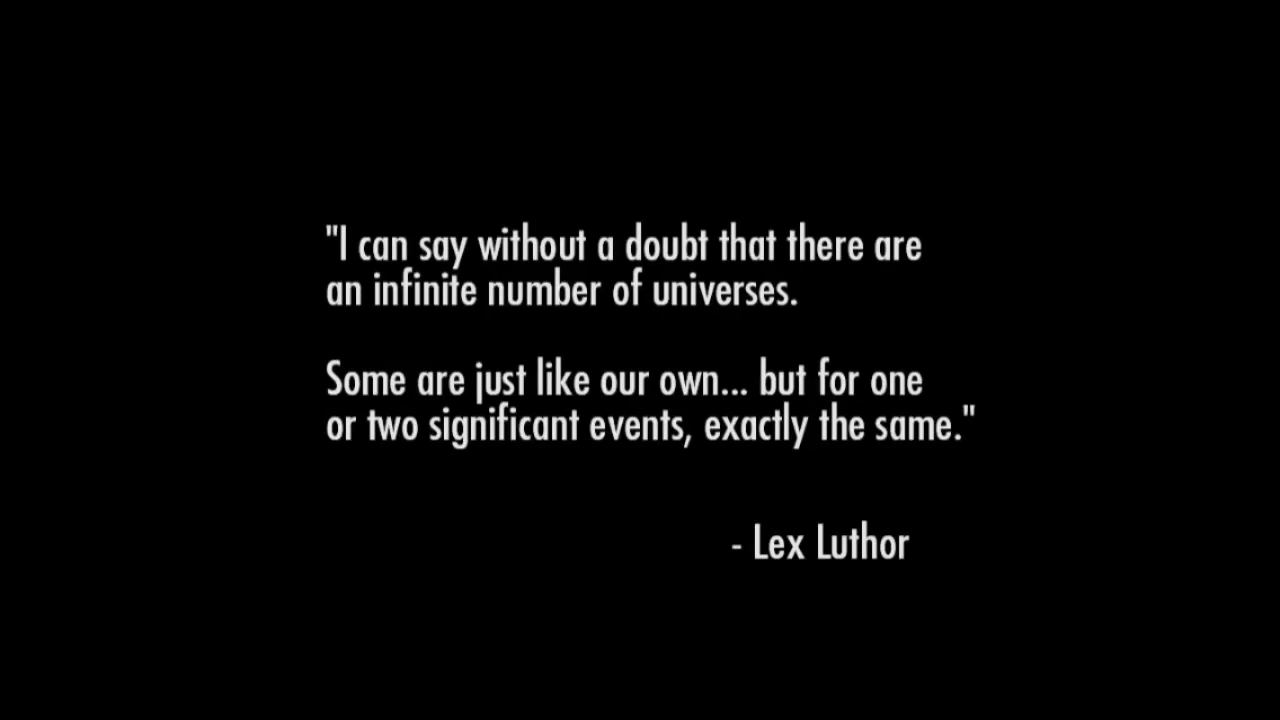 "I can say without a doubt that there are
an infinite number of universes.
Some are just like our own... but for one
or two significant events, exactly the same."
- Lex Luthor